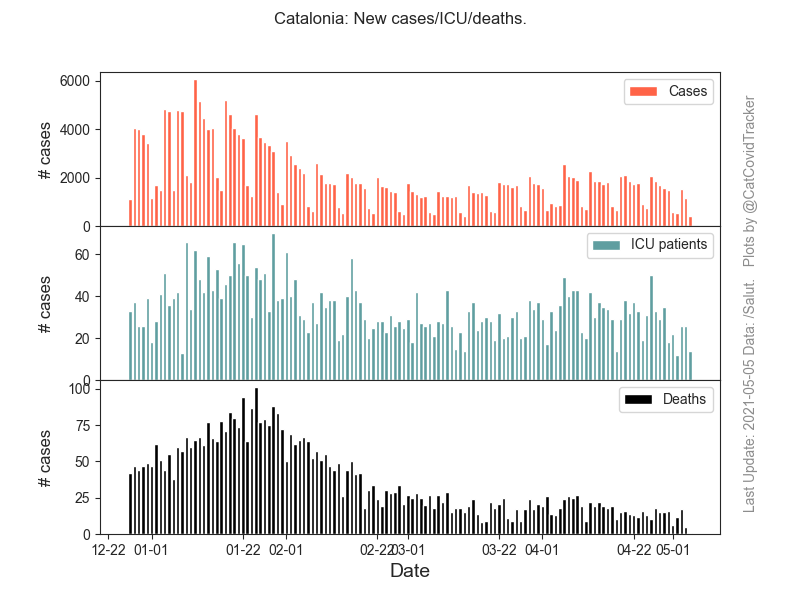 Catalonia: New cases/ICU/deaths.
6000
4000
2000
0
# cases
Cases
60
40
20
0
# cases
ICU patients
100
75
50
25
0
# cases
Deaths
12-22 01-01 01-22 02-01 02-22 03-01 03-22 04-01 04-22 05-01
Date
Last Update: 2021-05-05 Data: /Salut. Plots by @CatCovidTracker